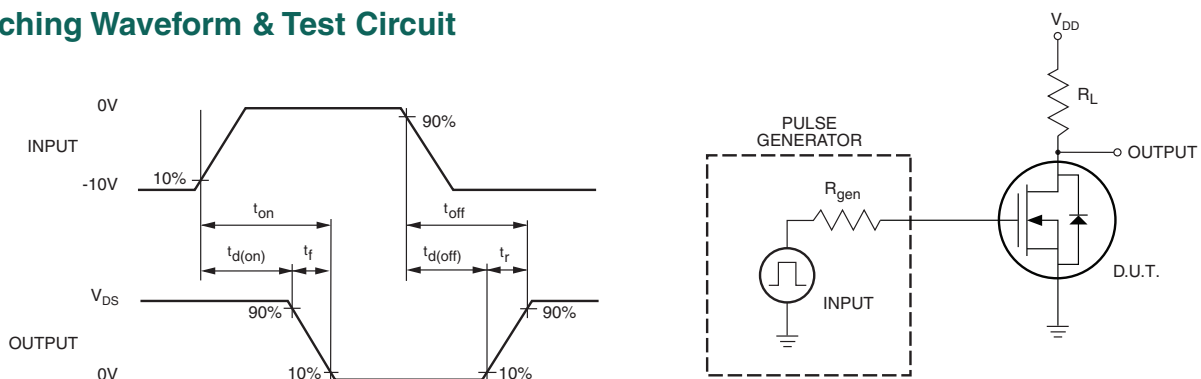 ching Waveform & Test Circuit
0V
INPUT
-10V
10%
90%
t_on
t_off
t_d(on)
t_f
t_d(off)
t_r
V_DS
OUTPUT
0V
90%
10%
90%
10%
V_DD
R_L
OUTPUT
PULSE
GENERATOR
R_gen
INPUT
D.U.T.